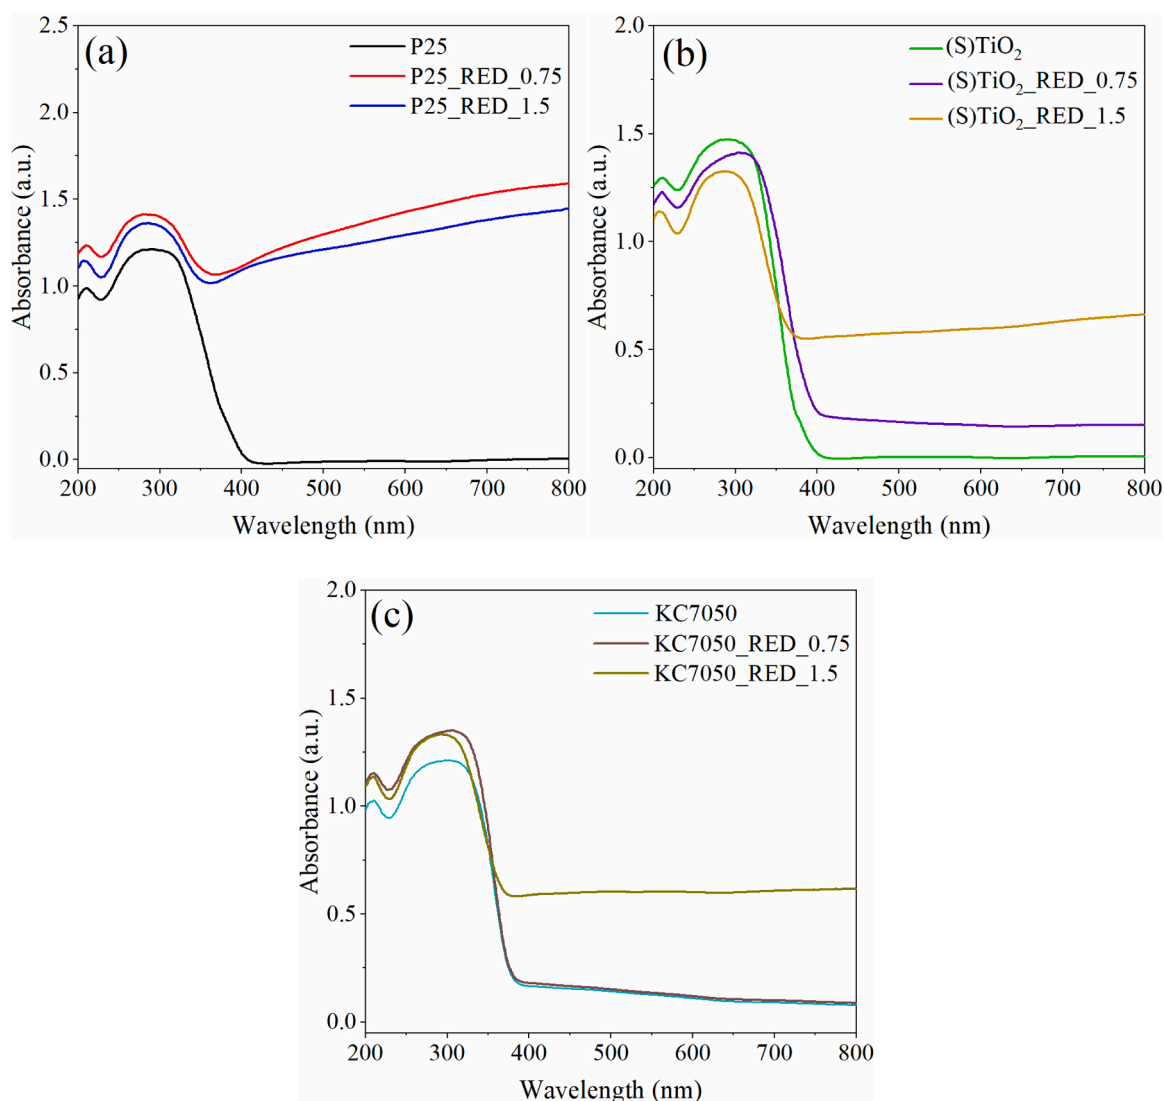 (a)
P25
P25_RED_0.75
P25_RED_1.5
2.5
2.0
1.5
1.0
0.5
0.0
Absorbance (a.u.)
200 300 400 500 600 700 800
Wavelength (nm)
(b)
(S)TiO₂
(S)TiO₂_RED_0.75
(S)TiO₂_RED_1.5
2.0
1.5
1.0
0.5
0.0
Absorbance (a.u.)
200 300 400 500 600 700 800
Wavelength (nm)
(c)
KC7050
KC7050_RED_0.75
KC7050_RED_1.5
2.0
1.5
1.0
0.5
0.0
Absorbance (a.u.)
200 300 400 500 600 700 800
Wavelength (nm)